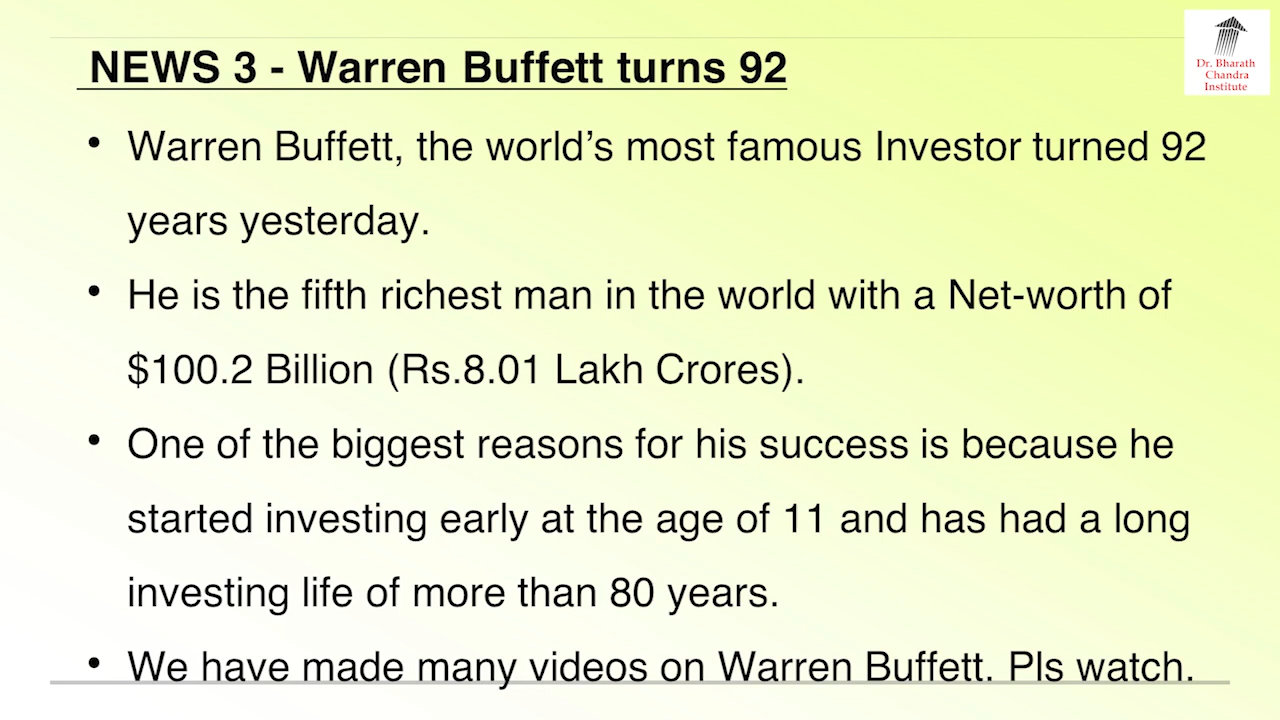 NEWS 3 - Warren Buffett turns 92
Dr. Bharath
Chandra
Institute
• Warren Buffett, the world’s most famous Investor turned 92
years yesterday.
• He is the fifth richest man in the world with a Net-worth of
$100.2 Billion (Rs.8.01 Lakh Crores).
• One of the biggest reasons for his success is because he
started investing early at the age of 11 and has had a long
investing life of more than 80 years.
• We have made many videos on Warren Buffett. Pls watch.